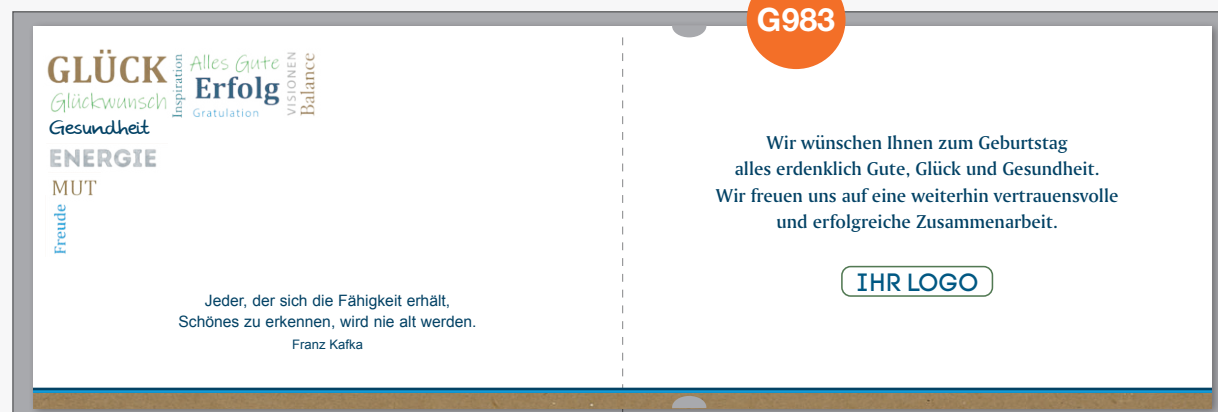 G983
GLÜCK
Glückwunsch
Gesundheit
ENERGIE
MUT
Freude
Inspiration
Alles Gute
Erfolg
Gratulation
VISIONEN
Balance
Jeder, der sich die Fähigkeit erhält,
Schönes zu erkennen, wird nie alt werden.
Franz Kafka
Wir wünschen Ihnen zum Geburtstag
alles erdenklich Gute, Glück und Gesundheit.
Wir freuen uns auf eine weiterhin vertrauensvolle
und erfolgreiche Zusammenarbeit.
IHR LOGO